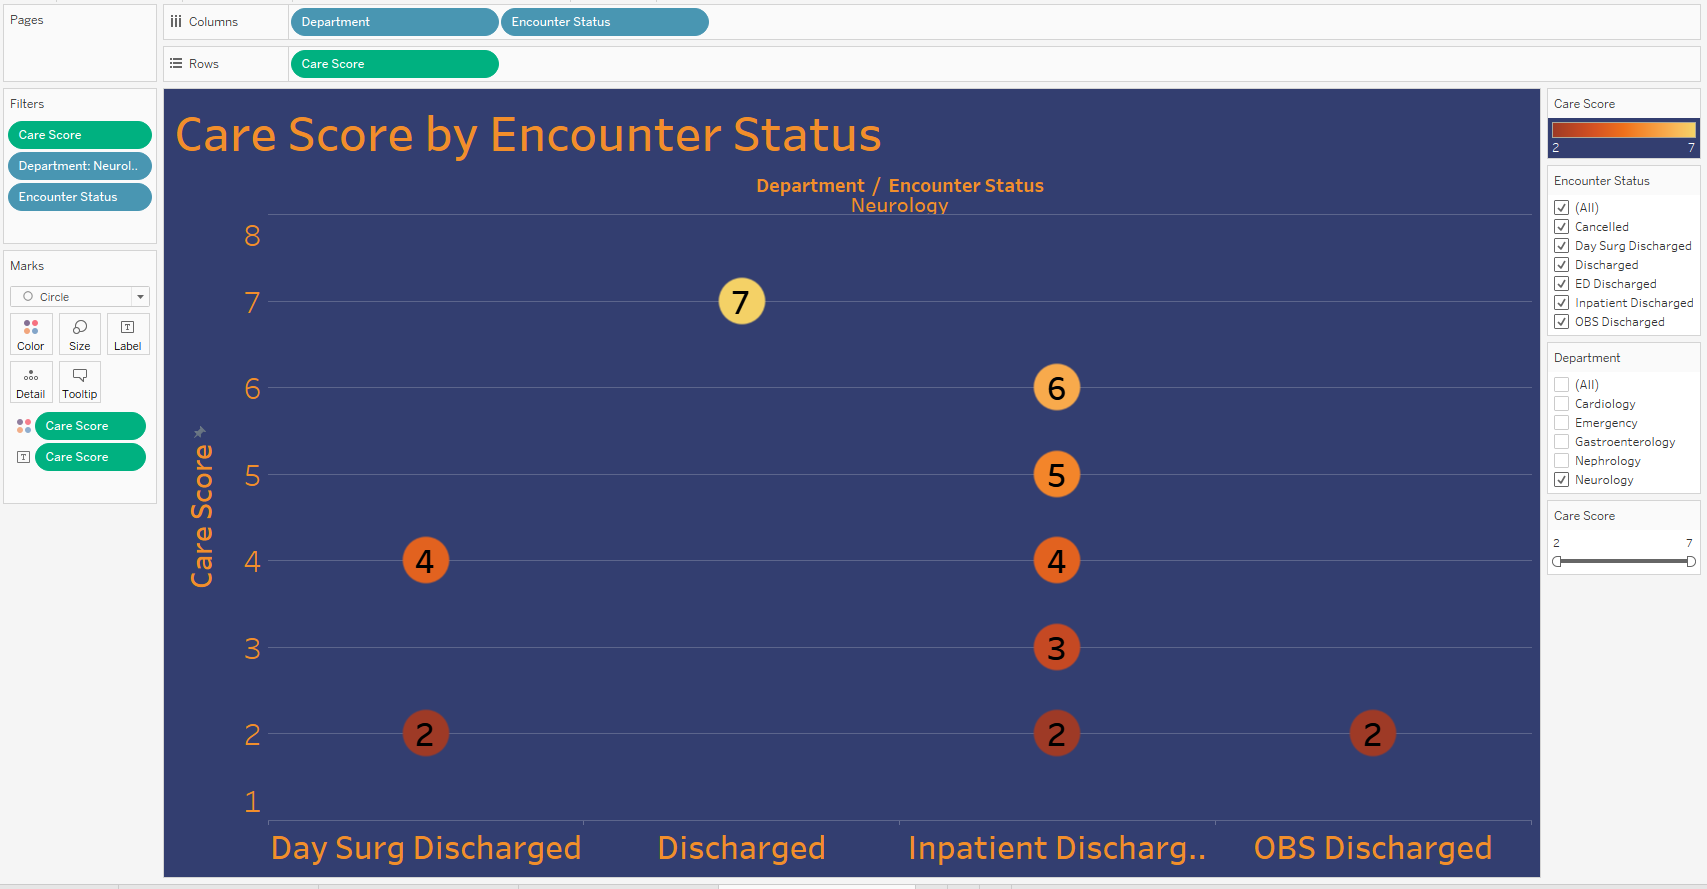 Pages
Columns
Department
Encounter Status
Rows
Care Score
Filters
Care Score
Department: Neurol..
Encounter Status
Marks
Circle
Color
Size
Label
Detail
Tooltip
Care Score
Care Score
Care Score by Encounter Status
Department / Encounter Status
Neurology
Care Score
8
7
6
5
4
3
2
1
7
6
5
4
4
3
2
2
2
Day Surg Discharged
Discharged
Inpatient Discharg..
OBS Discharged
Care Score
2 7
Encounter Status
(All)
Cancelled
Day Surg Discharged
Discharged
ED Discharged
Inpatient Discharged
OBS Discharged
Department
(All)
Cardiology
Emergency
Gastroenterology
Nephrology
Neurology
Care Score
2 7